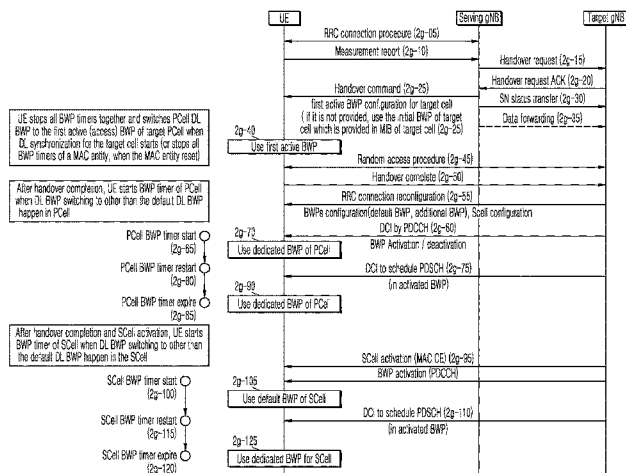 UE
Serving gNB
Target gNB
RRC connection procedure (2g-05)
Measurement report (2g-10)
Handover request (2g-15)
Handover request ACK (2g-20)
Handover command (2g-25)
first active BWP configuration for target cell
( if it is not provided, use the initial BWP of target
cell which is provided in MIB of target cell (2g-25)
SN status transfer (2g-30)
Data forwarding (2g-35)
UE stops all BWP timers together and switches PCell DL
BWP to the first active (access) BWP of target PCell when
DL synchronization for the target cell starts (or stops all
BWP timers of a MAC entity, when the MAC entity reset)
2g-40
Use first active BWP
Random access procedure (2g-45)
Handover complete (2g-50)
RRC connection reconfiguration (2g-55)
BWPs configuration(default BWP, additional BWP), Scell configuration
After handover completion, UE starts BWP timer of PCell
when DL BWP switching to other than the default DL BWP
happen in PCell
DCI by PDCCH (2g-60)
BWP Activation / deactivation
PCell BWP timer start
(2g-65)
2g-70
Use dedicated BWP of PCell
PCell BWP timer restart
(2g-80)
DCI to schedule PDSCH (2g-75)
(in activated BWP)
2g-90
Use dedicated BWP of PCell
PCell BWP timer expire
(2g-85)
After handover completion and SCell activation, UE starts
BWP timer of SCell when DL BWP switching to other than
the default DL BWP happen in the SCell
SCell activation (MAC CE) (2g-95)
BWP activation (PDCCH)
SCell BWP timer start
(2g-100)
2g-105
Use default BWP of SCell
DCI to schedule PDSCH (2g-110)
(in activated BWP)
SCell BWP timer restart
(2g-115)
2g-125
Use dedicated BWP for SCell
SCell BWP timer expire
(2g-120)